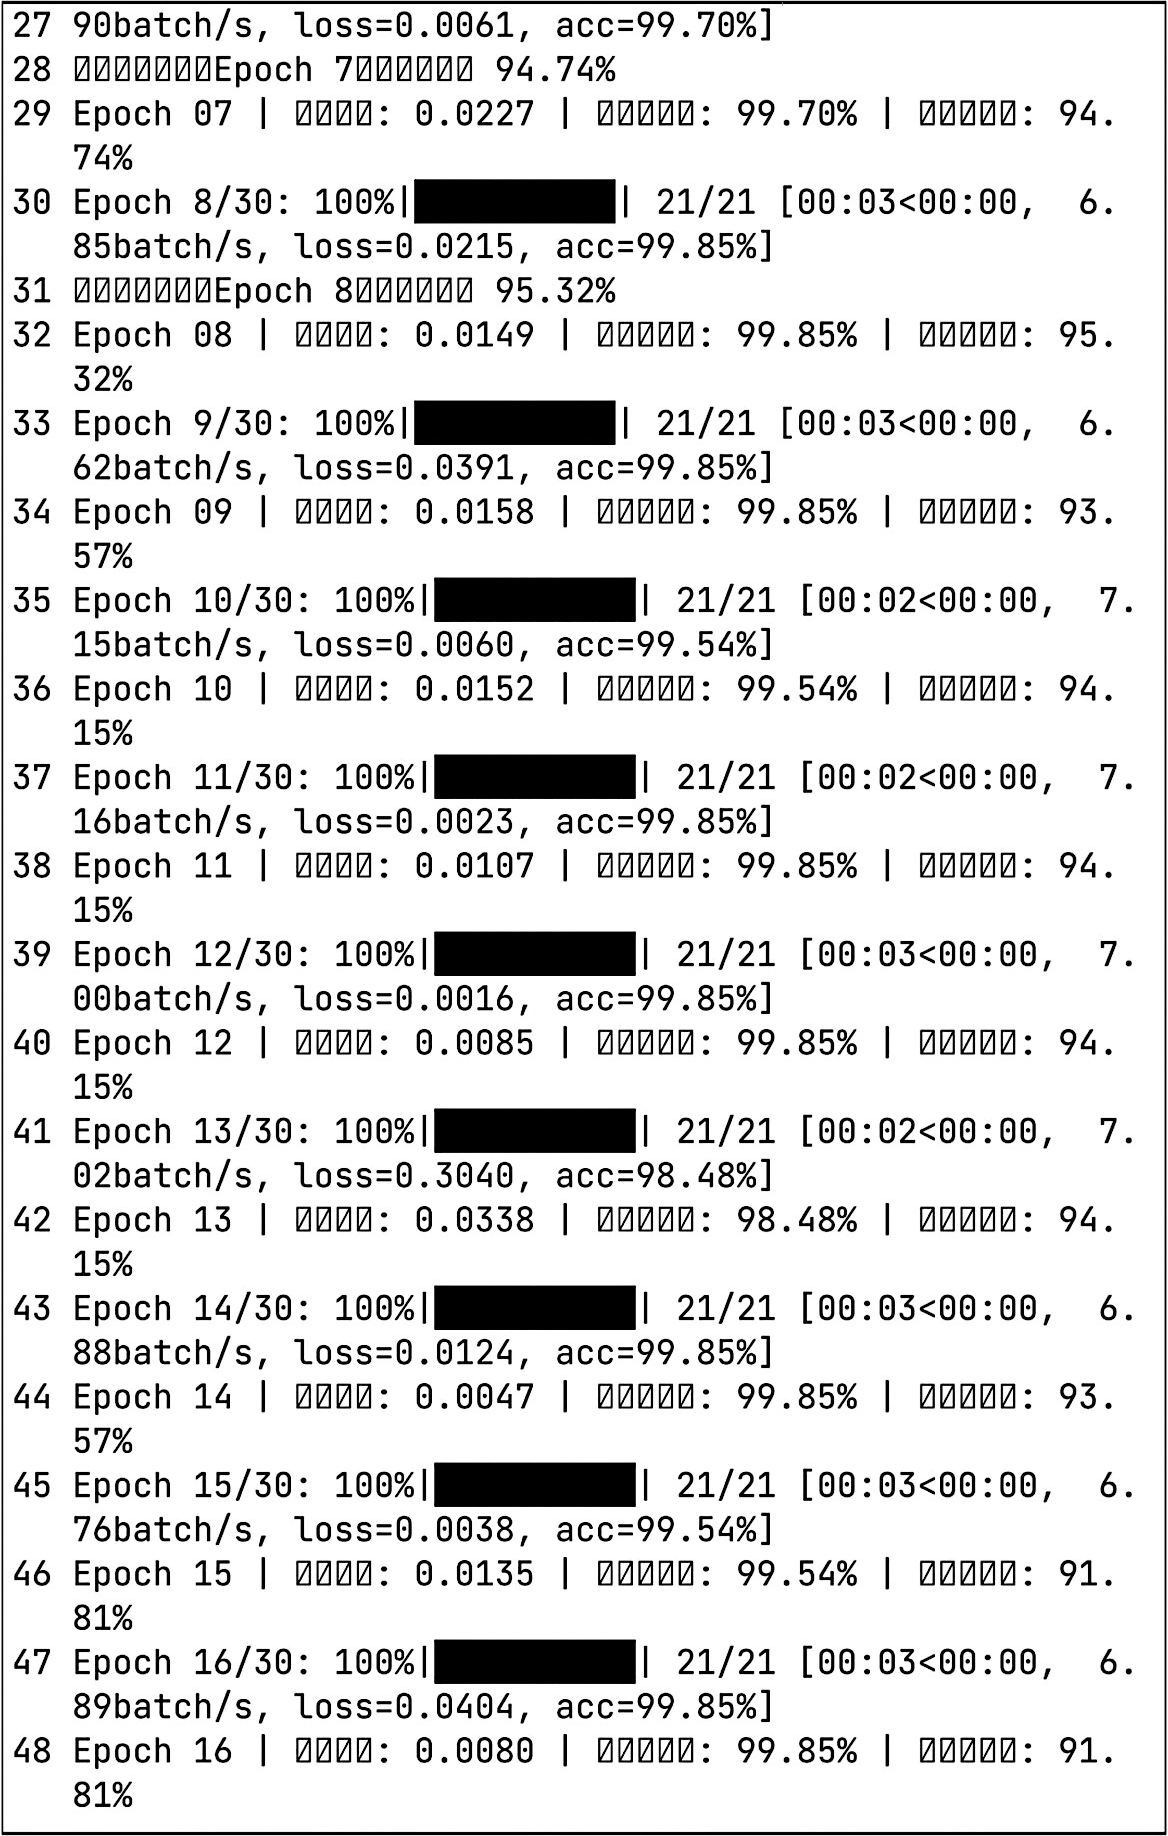 27 90batch/s, loss=0.0061, acc=99.70%]
28 Epoch 7 94.74%
29 Epoch 07 | : 0.0227 | : 99.70% | : 94.
74%
30 Epoch 8/30: 100%|██████████| 21/21 [00:03<00:00,  6.
85batch/s, loss=0.0215, acc=99.85%]
31 Epoch 8 95.32%
32 Epoch 08 | : 0.0149 | : 99.85% | : 95.
32%
33 Epoch 9/30: 100%|██████████| 21/21 [00:03<00:00,  6.
62batch/s, loss=0.0391, acc=99.85%]
34 Epoch 09 | : 0.0158 | : 99.85% | : 93.
57%
35 Epoch 10/30: 100%|██████████| 21/21 [00:02<00:00,  7.
15batch/s, loss=0.0060, acc=99.54%]
36 Epoch 10 | : 0.0152 | : 99.54% | : 94.
15%
37 Epoch 11/30: 100%|██████████| 21/21 [00:02<00:00,  7.
16batch/s, loss=0.0023, acc=99.85%]
38 Epoch 11 | : 0.0107 | : 99.85% | : 94.
15%
39 Epoch 12/30: 100%|██████████| 21/21 [00:03<00:00,  7.
00batch/s, loss=0.0016, acc=99.85%]
40 Epoch 12 | : 0.0085 | : 99.85% | : 94.
15%
41 Epoch 13/30: 100%|██████████| 21/21 [00:02<00:00,  7.
02batch/s, loss=0.3040, acc=98.48%]
42 Epoch 13 | : 0.0338 | : 98.48% | : 94.
15%
43 Epoch 14/30: 100%|██████████| 21/21 [00:03<00:00,  6.
88batch/s, loss=0.0124, acc=99.85%]
44 Epoch 14 | : 0.0047 | : 99.85% | : 93.
57%
45 Epoch 15/30: 100%|██████████| 21/21 [00:03<00:00,  6.
76batch/s, loss=0.0038, acc=99.54%]
46 Epoch 15 | : 0.0135 | : 99.54% | : 91.
81%
47 Epoch 16/30: 100%|██████████| 21/21 [00:03<00:00,  6.
89batch/s, loss=0.0404, acc=99.85%]
48 Epoch 16 | : 0.0080 | : 99.85% | : 91.
81%